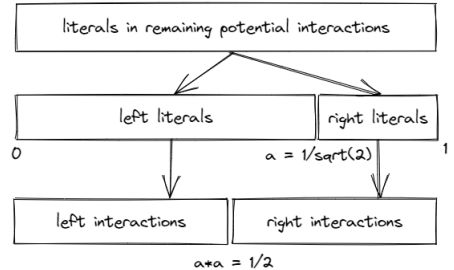 literals in remaining potential interactions
left literals
right literals
0
a = 1/sqrt(2)
1
left interactions
right interactions
a*a = 1/2